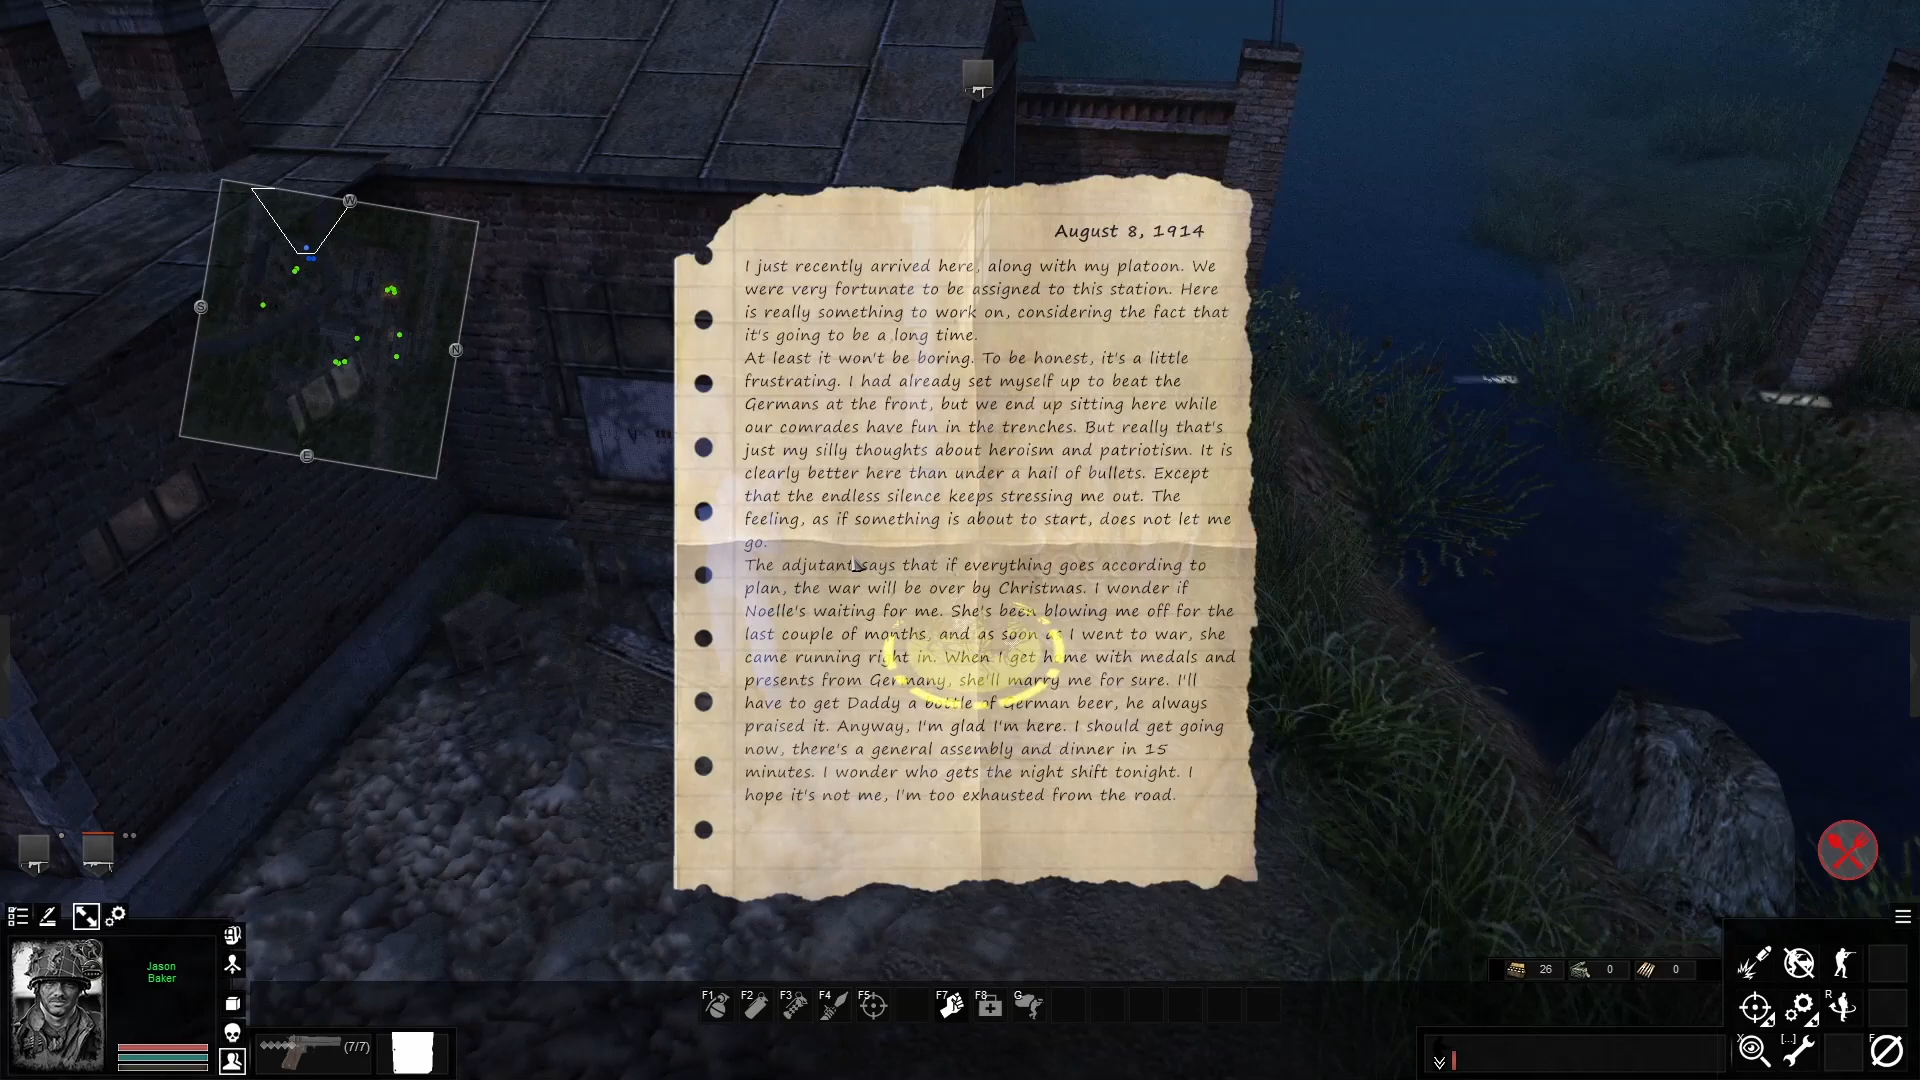 W
S
N
E
August 8, 1914
I just recently arrived here, along with my platoon. We
were very fortunate to be assigned to this station. Here
is really something to work on, considering the fact that
it's going to be a long time.
At least it won't be boring. To be honest, it's a little
frustrating. I had already set myself up to beat the
Germans at the front, but we end up sitting here while
our comrades have fun in the trenches. But really that's
just my silly thoughts about heroism and patriotism. It is
clearly better here than under a hail of bullets. Except
that the endless silence keeps stressing me out. The
feeling, as if something is about to start, does not let me
go.
The adjutant says that if everything goes according to
plan, the war will be over by Christmas. I wonder if
Noelle's waiting for me. She's been blowing me off for the
last couple of months, and as soon as I went to war, she
came running right in. When I get home with medals and
presents from Germany, she'll marry me for sure. I'll
have to get Daddy a bottle of German beer, he always
praised it. Anyway, I'm glad I'm here. I should get going
now, there's a general assembly and dinner in 15
minutes. I wonder who gets the night shift tonight. I
hope it's not me, I'm too exhausted from the road.
Jason
Baker
(7/7)
F1 F2 F3 F4 F5 F7 F8 G
26 0 0
R
X [...] F